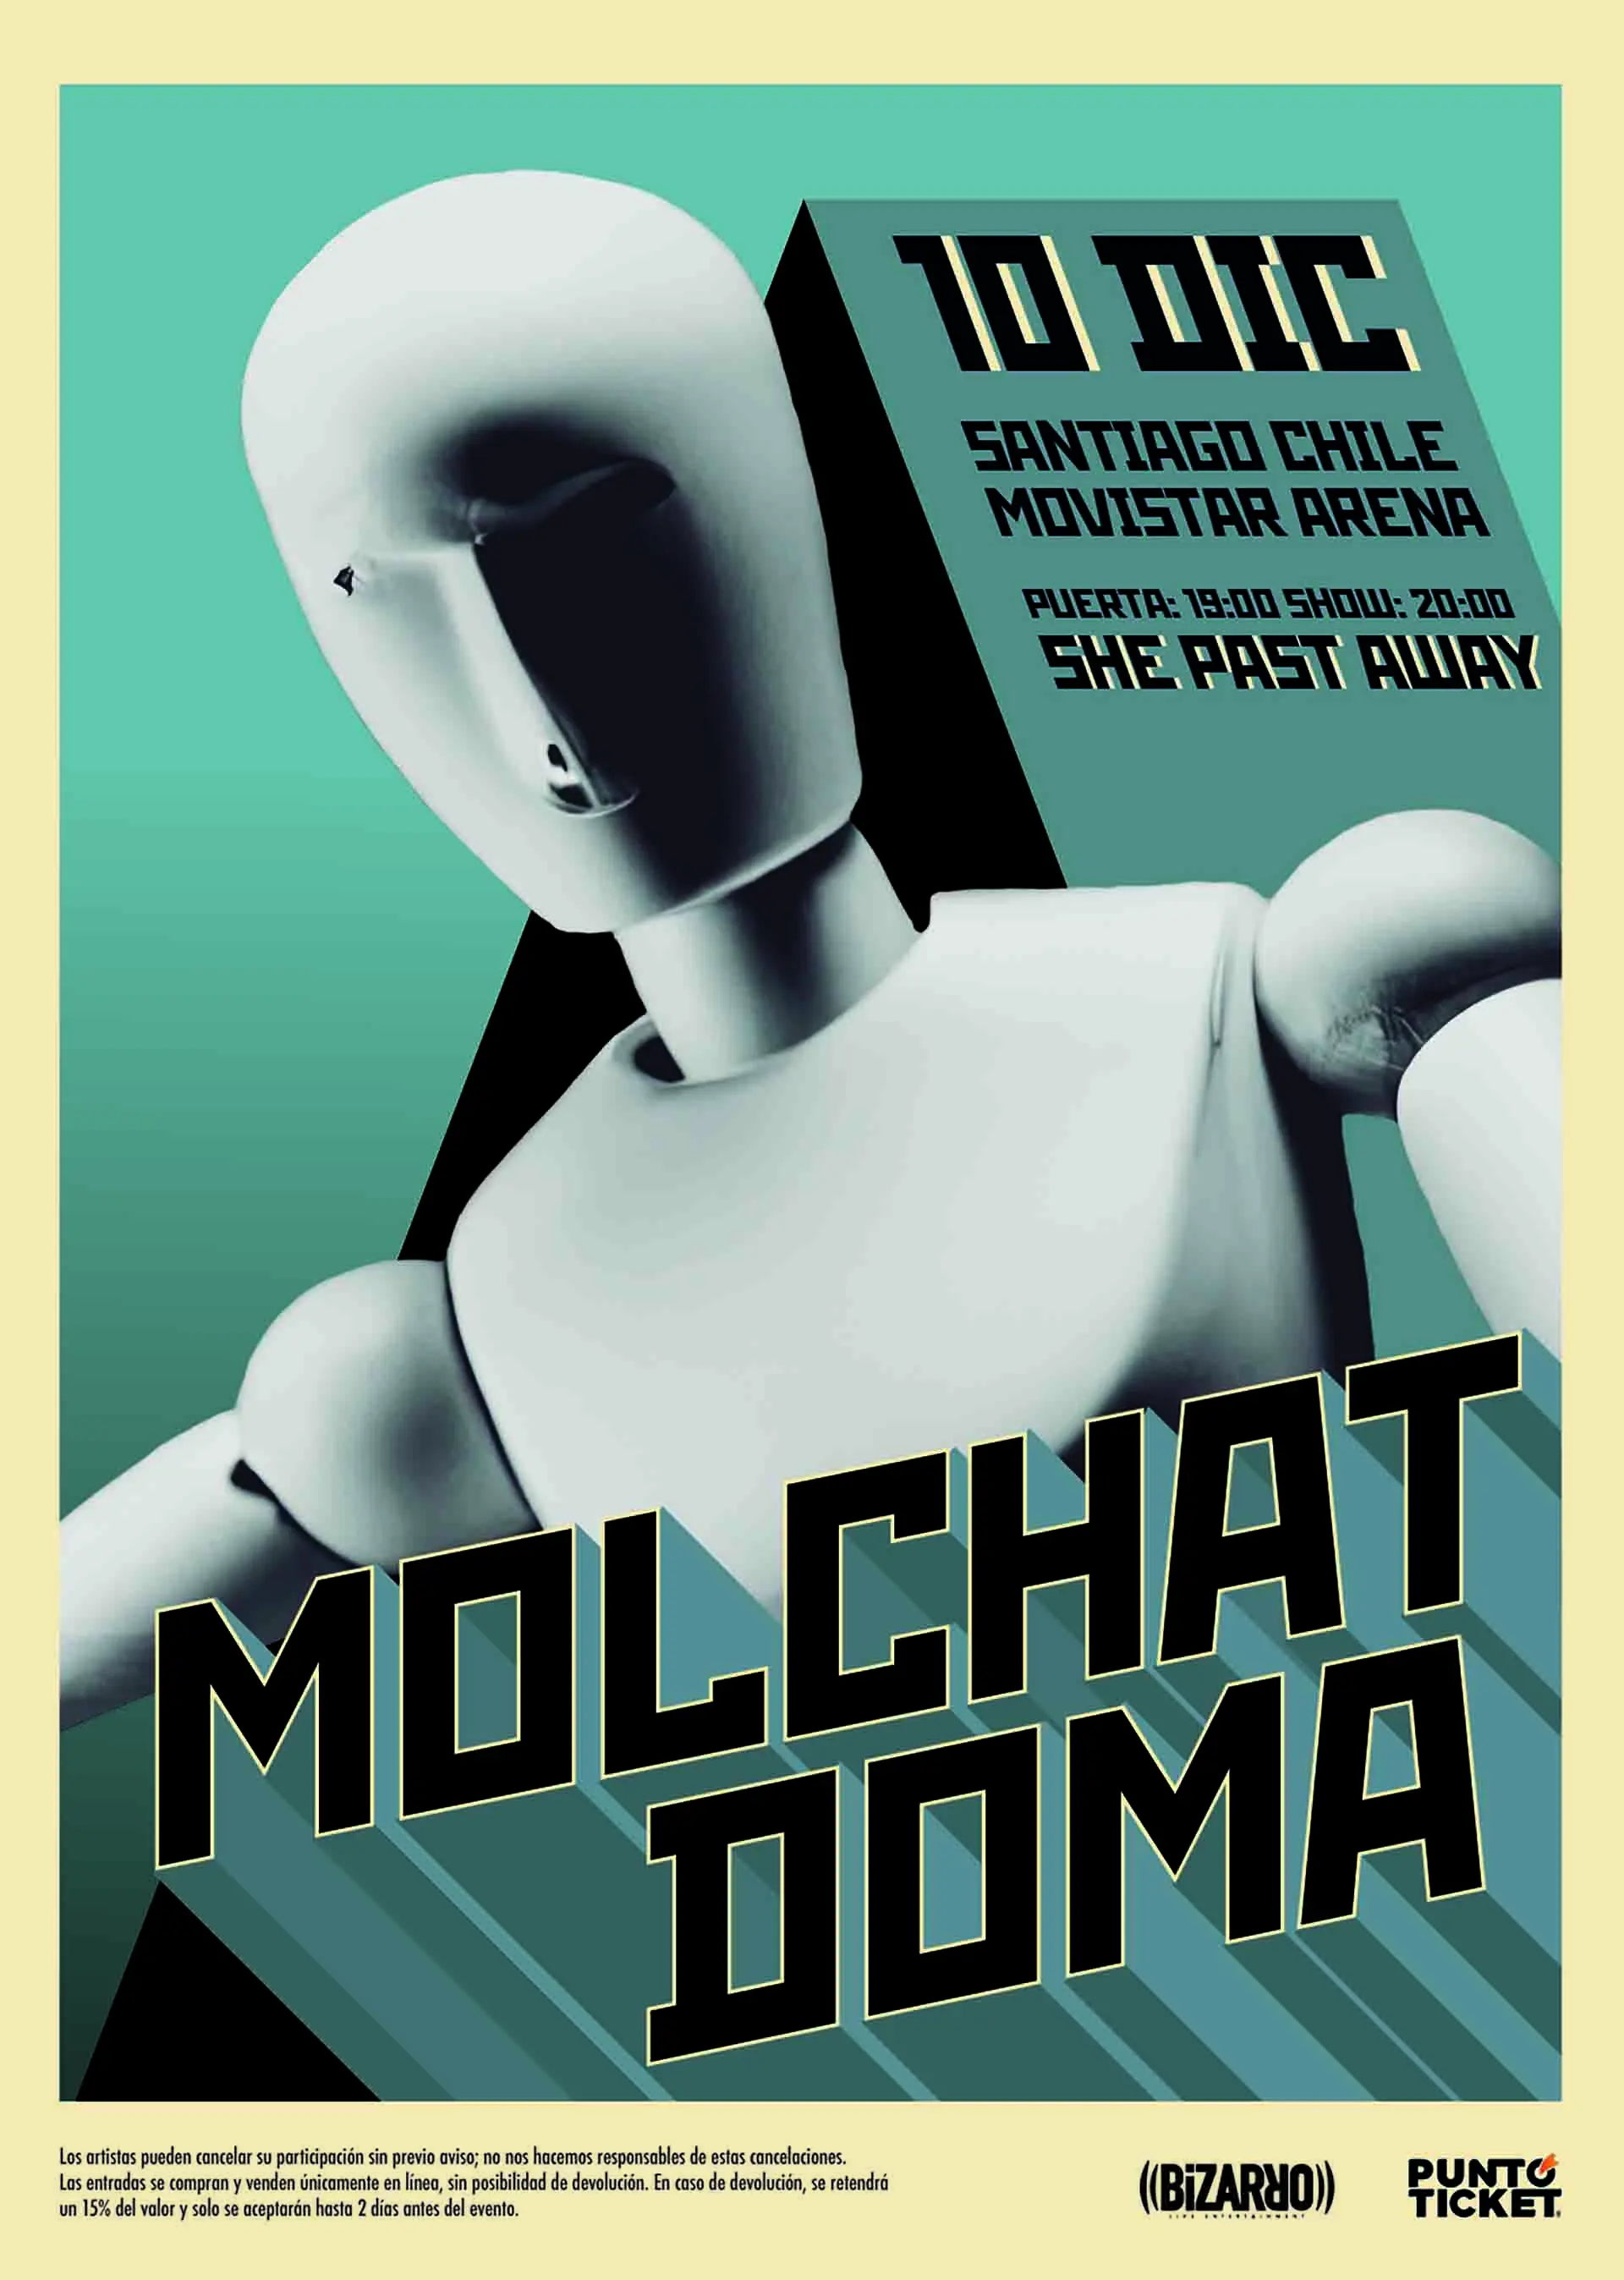 10 DIC
SANTIAGO CHILE
MOVISTAR ARENA
PUERTA: 19:00 SHOW: 20:00
SHE PAST AWAY
MOLCHAT
DOMA
Los artistas pueden cancelar su participación sin previo aviso; no nos hacemos responsables de estas cancelaciones.
Las entradas se compran y venden únicamente en línea, sin posibilidad de devolución. En caso de devolución, se retendrá
un 15% del valor y solo se aceptarán hasta 2 días antes del evento.
((BiZARRO))
LIVE ENTERTAINMENT
PUNTO
TICKET